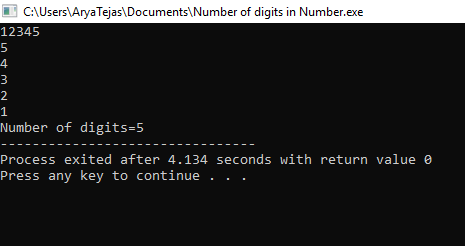 C:\Users\AryaTejas\Documents\Number of digits in Number.exe
12345
5
4
3
2
1
Number of digits=5
--------------------------------
Process exited after 4.134 seconds with return value 0
Press any key to continue . . .